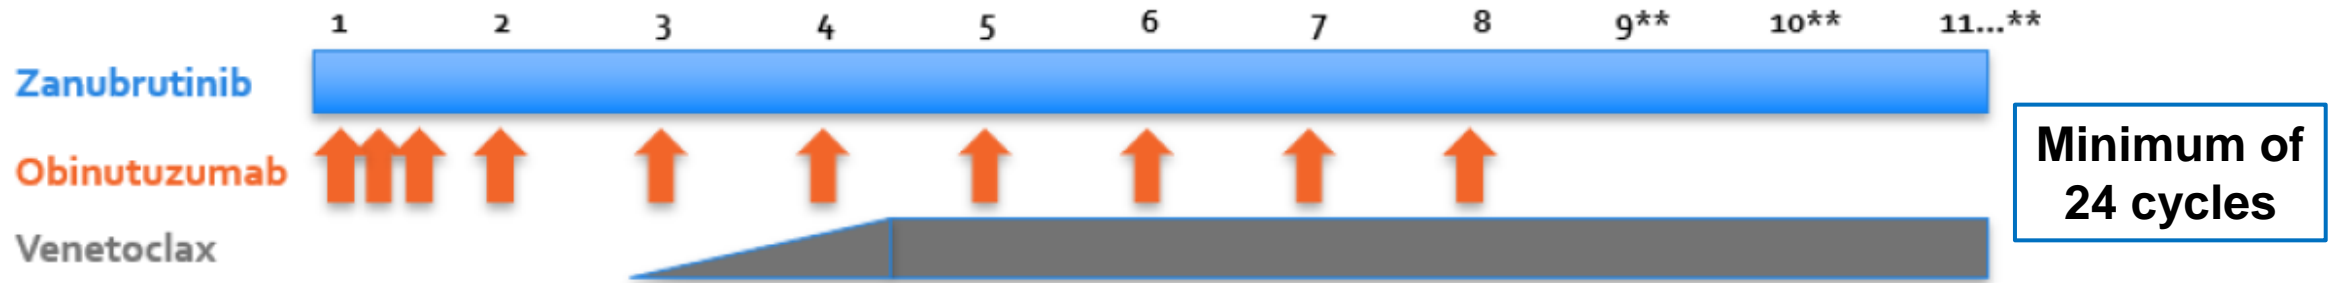 1 2 3 4 5 6 7 8 9** 10** 11...**
Zanubrutinib
Obinutuzumab
Venetoclax
Minimum of
24 cycles